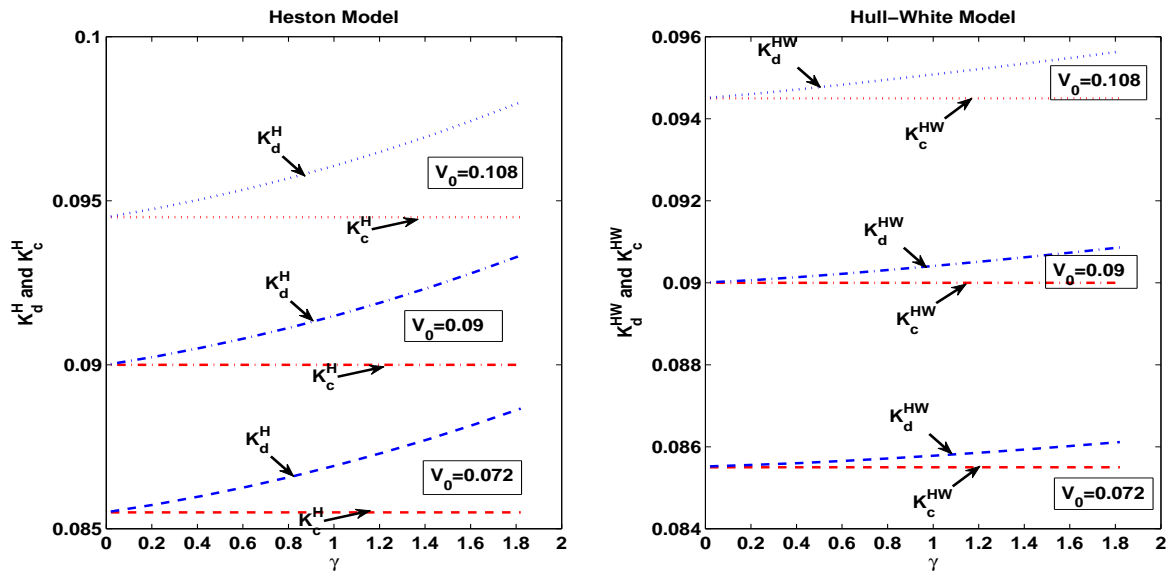 Heston Model
0.1
0.095
0.09
0.085
K_d^H and K_c^H
K_d^H
V_0=0.108
K_c^H
K_d^H
V_0=0.09
K_c^H
K_d^H
V_0=0.072
K_c^H
0 0.2 0.4 0.6 0.8 1 1.2 1.4 1.6 1.8 2
γ
Hull−White Model
0.096
0.094
0.092
0.09
0.088
0.086
0.084
K_d^HW and K_c^HW
K_d^HW
V_0=0.108
K_c^HW
K_d^HW
V_0=0.09
K_c^HW
K_d^HW
K_c^HW
V_0=0.072
0 0.2 0.4 0.6 0.8 1 1.2 1.4 1.6 1.8 2
γ